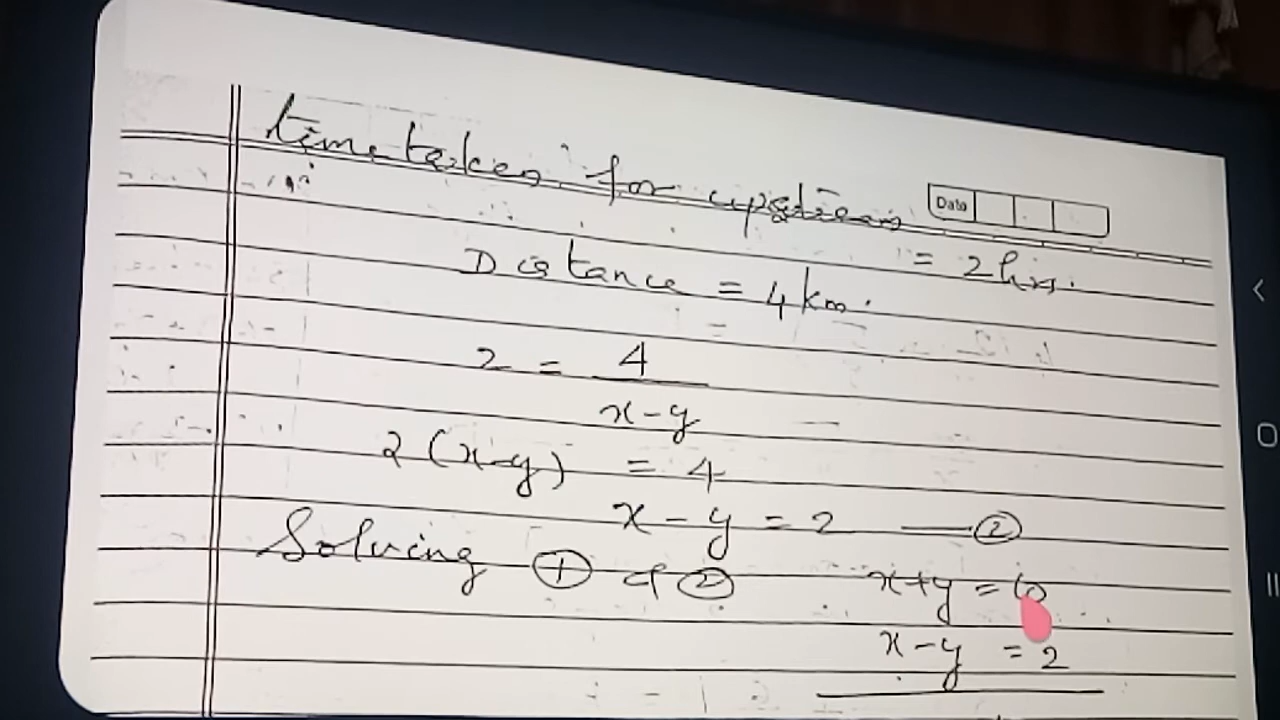 time taken for upstream
Date
= 2 hrs.
Distance = 4 km.
2 = 4
x - y
2 (x-y) = 4
x - y = 2 — ②
Solving ① & ② x+y = 10
x - y = 2